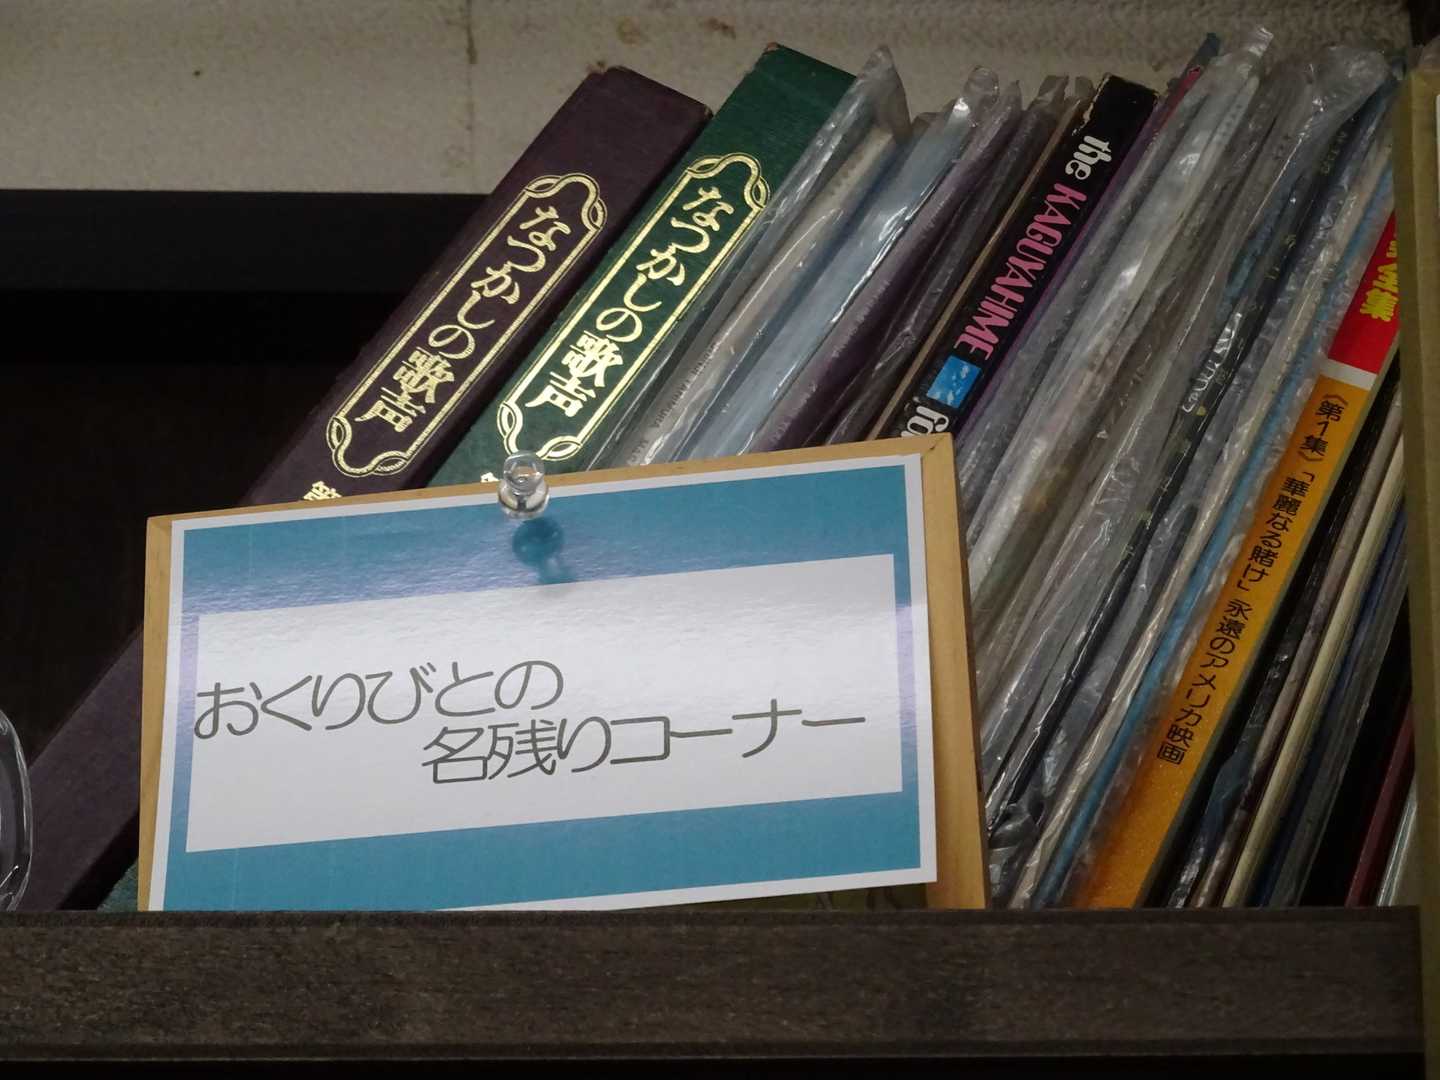 なつかしの歌声
なつかしの歌声
the KAGUYAHIME
《第1集》「華麗なる賭け」永遠のアメリカ映画
おくりびとの
名残りコーナー